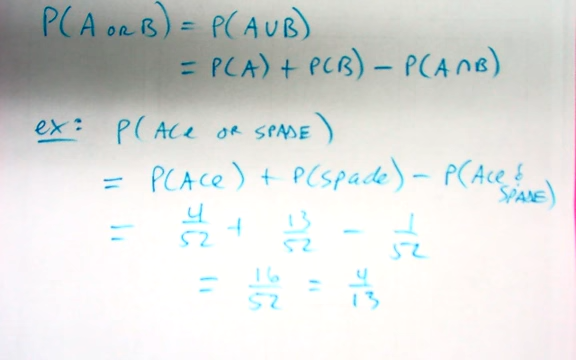 P(A OR B) = P(A∪B)
= P(A) + P(B) - P(A∩B)
ex: P(ACE OR SPADE)
= P(Ace) + P(Spade) - P(Ace & SPADE)
= 4/52 + 13/52 - 1/52
= 16/52 = 4/13